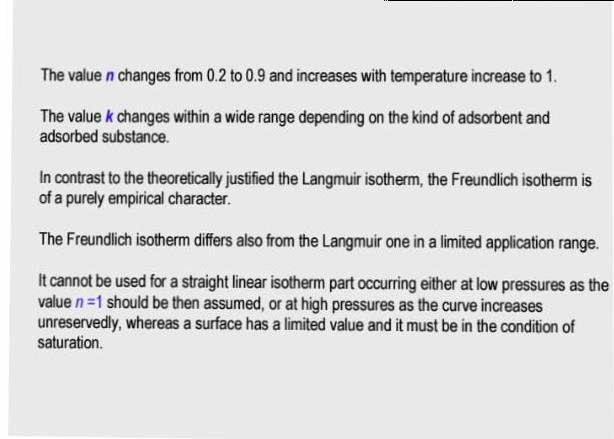 The value n changes from 0.2 to 0.9 and increases with temperature increase to 1.
The value k changes within a wide range depending on the kind of adsorbent and
adsorbed substance.
In contrast to the theoretically justified the Langmuir isotherm, the Freundlich isotherm is
of a purely empirical character.
The Freundlich isotherm differs also from the Langmuir one in a limited application range.
It cannot be used for a straight linear isotherm part occurring either at low pressures as the
value n =1 should be then assumed, or at high pressures as the curve increases
unreservedly, whereas a surface has a limited value and it must be in the condition of
saturation.